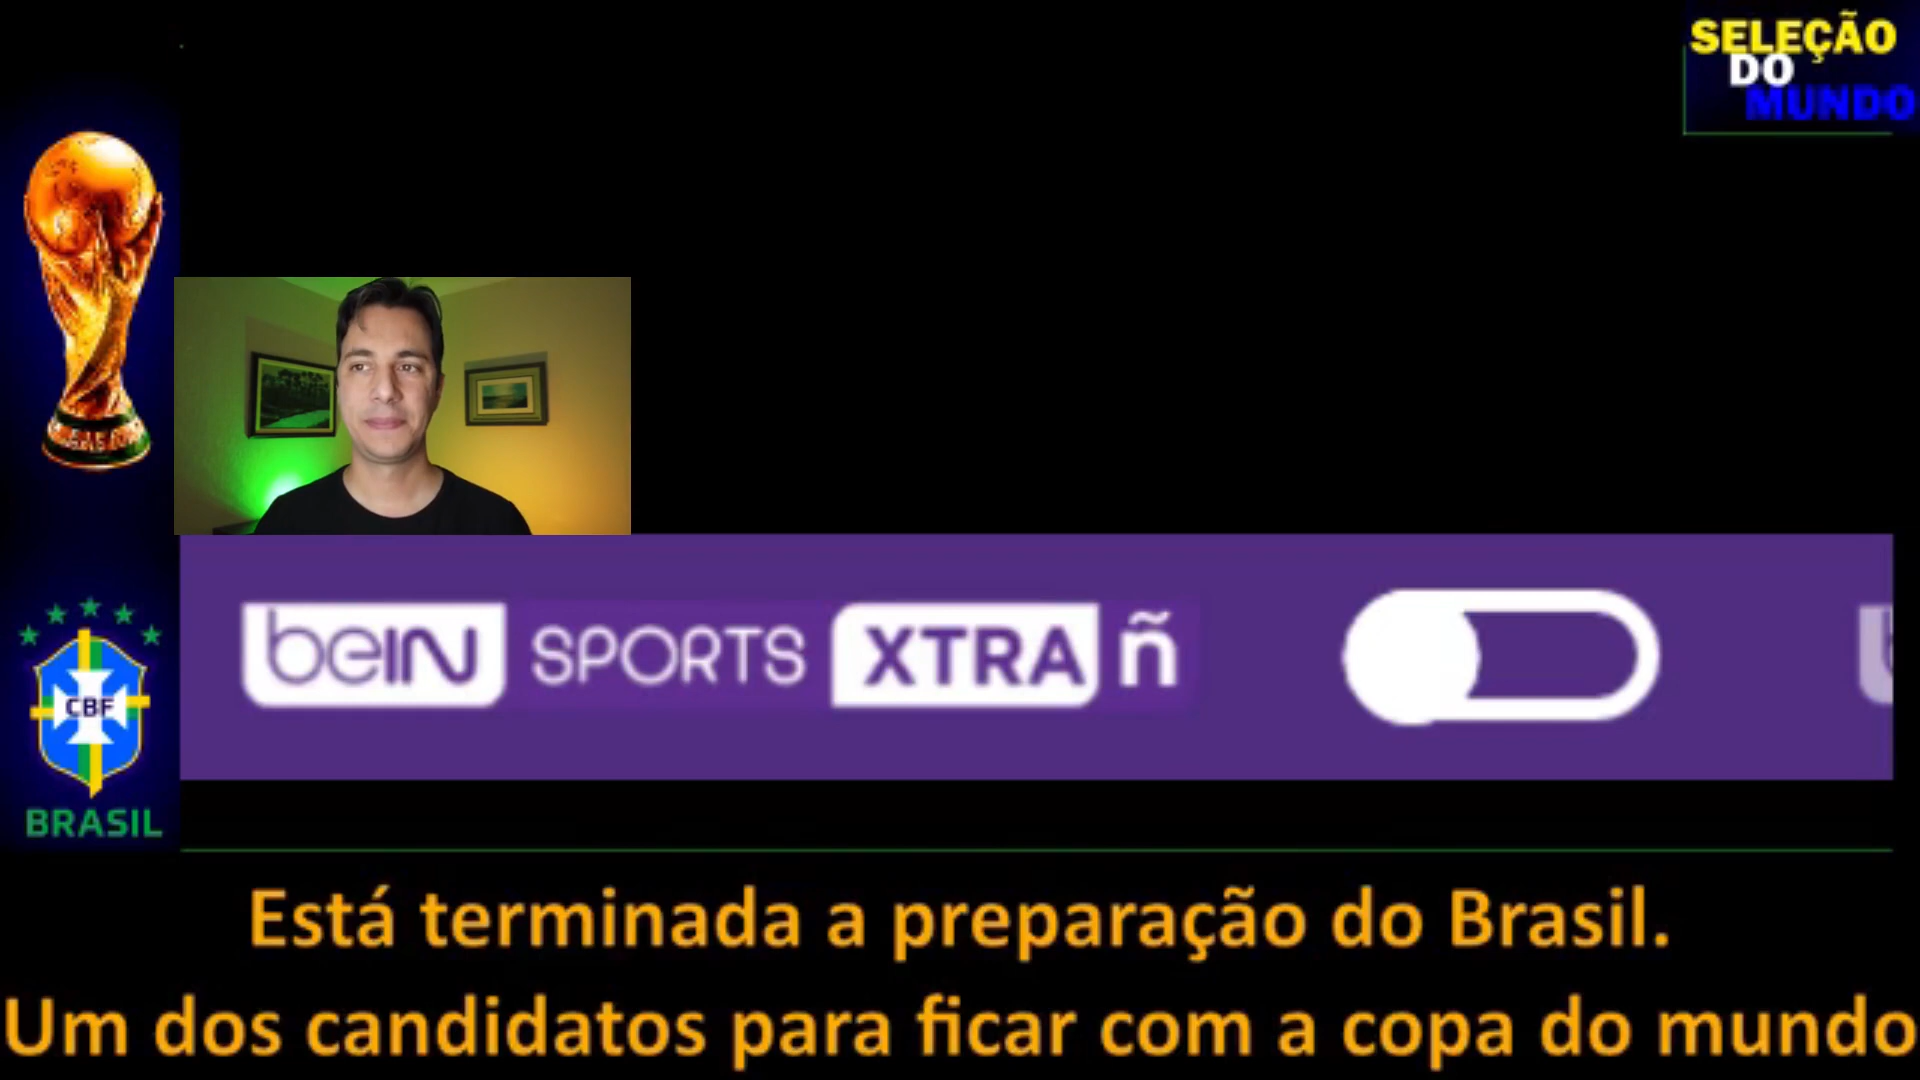 SELEÇÃO
DO
MUNDO
beIN SPORTS XTRA ñ
CBF
BRASIL
Está terminada a preparação do Brasil.
Um dos candidatos para ficar com a copa do mundo